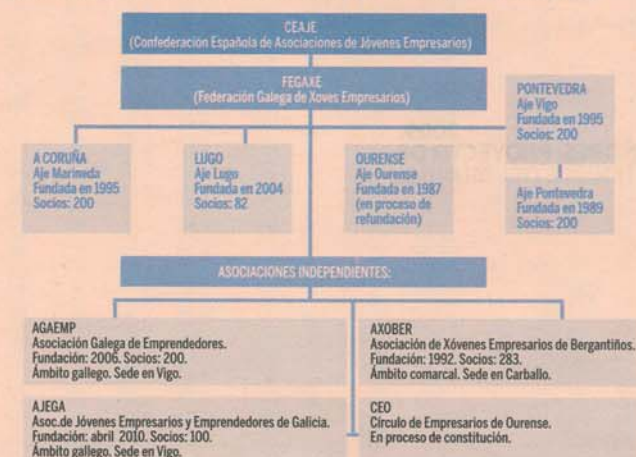 CEAJE
(Confederación Española de Asociaciones de Jóvenes Empresarios)
FEGAXE
(Federación Galega de Xoves Empresarios)
PONTEVEDRA
Aje Vigo
Fundada en 1995
Socios: 200
A CORUÑA
Aje Marineda
Fundada en 1995
Socios: 200
LUGO
Aje Lugo
Fundada en 2004
Socios: 82
OURENSE
Aje Ourense
Fundada en 1987
(en proceso de
refundación)
Aje Pontevedra
Fundada en 1989
Socios: 200
ASOCIACIONES INDEPENDIENTES:
AGAEMP
Asociación Galega de Emprendedores.
Fundación: 2006. Socios: 200.
Ámbito gallego. Sede en Vigo.
AXOBER
Asociación de Xóvenes Empresarios de Bergantiños.
Fundación: 1992. Socios: 283.
Ámbito comarcal. Sede en Carballo.
AJEGA
Asoc.de Jóvenes Empresarios y Emprendedores de Galicia.
Fundación: abril 2010. Socios: 100.
Ámbito gallego. Sede en Vigo.
CEO
Círculo de Empresarios de Ourense.
En proceso de constitución.